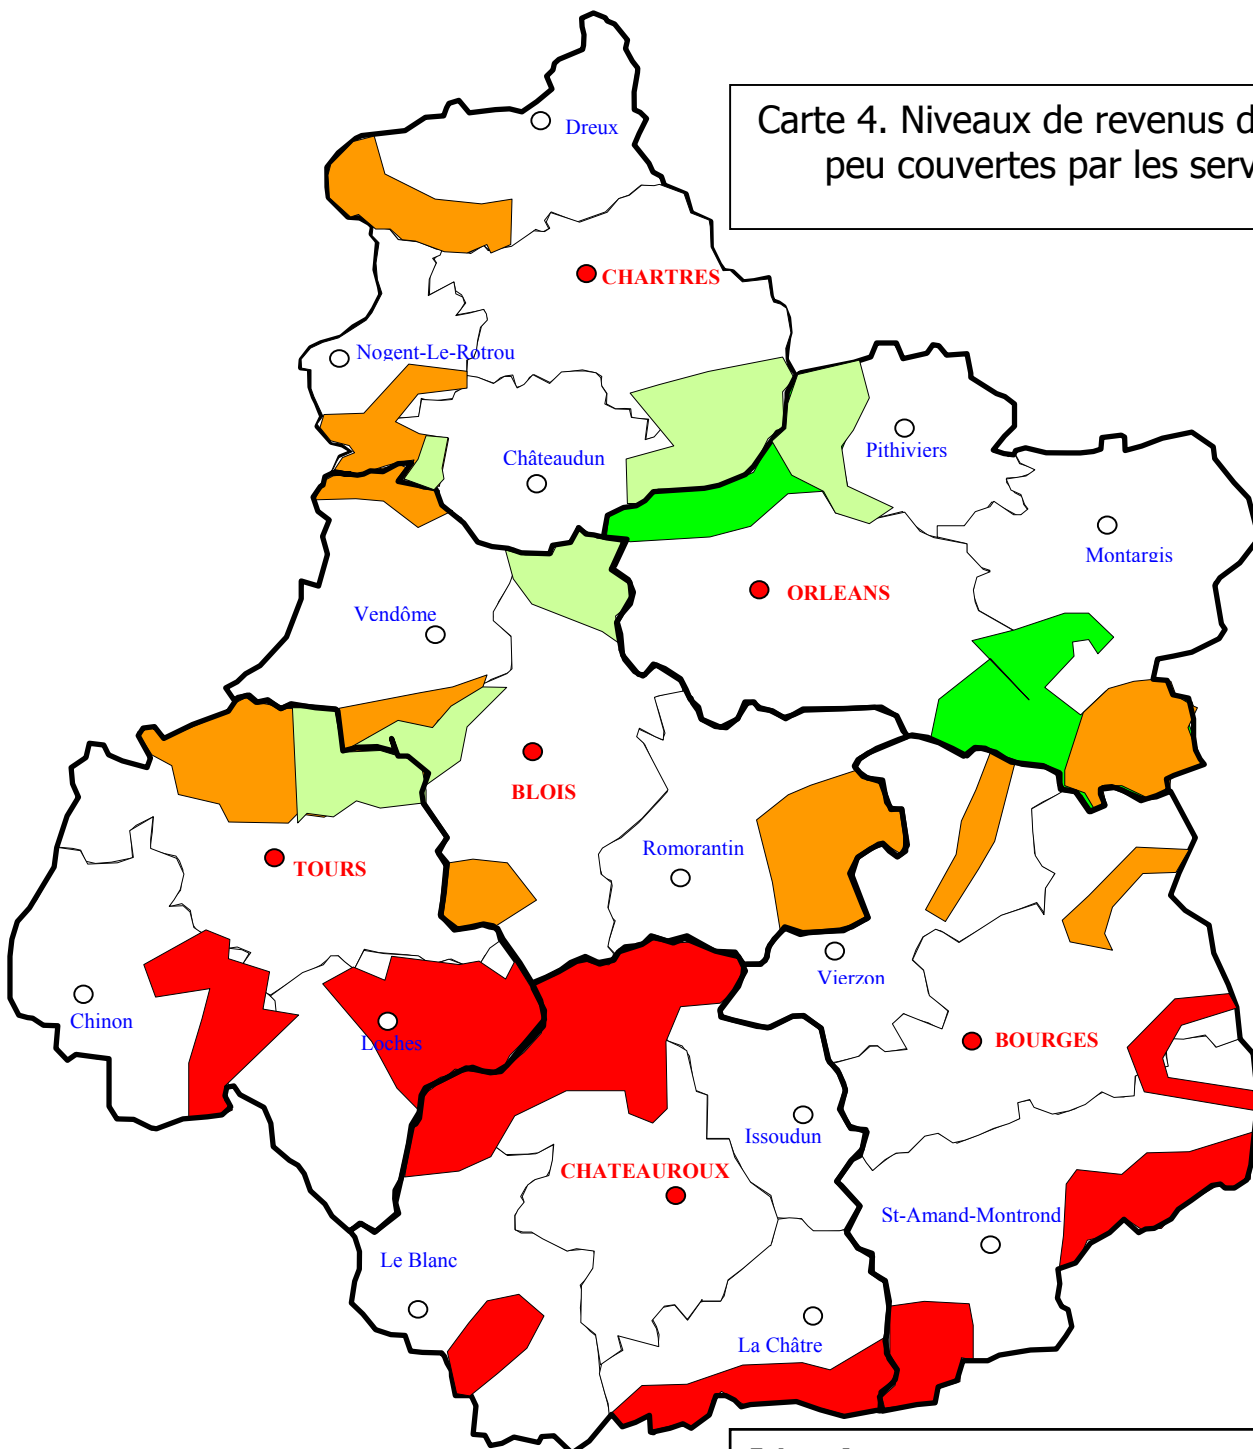 Carte 4. Niveaux de revenus d
peu couvertes par les serv
Dreux
CHARTRES
Nogent-Le-Rotrou
Châteaudun
Pithiviers
Montargis
ORLEANS
Vendôme
BLOIS
Romorantin
TOURS
Vierzon
Chinon
Loches
BOURGES
Issoudun
CHATEAUROUX
St-Amand-Montrond
Le Blanc
La Châtre